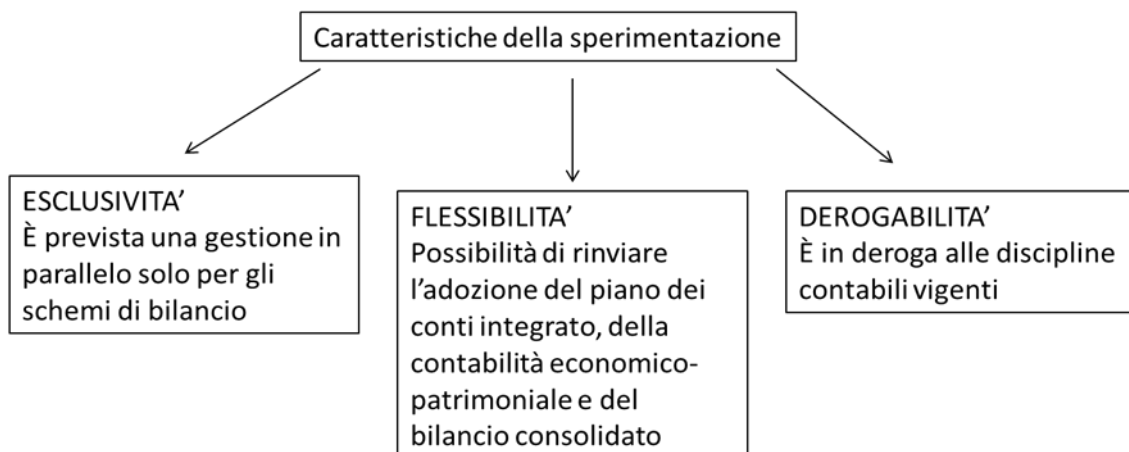 Caratteristiche della sperimentazione
ESCLUSIVITA'
È prevista una gestione in
parallelo solo per gli
schemi di bilancio
FLESSIBILITA'
Possibilità di rinviare
l'adozione del piano dei
conti integrato, della
contabilità economico-
patrimoniale e del
bilancio consolidato
DEROGABILITA'
È in deroga alle discipline
contabili vigenti